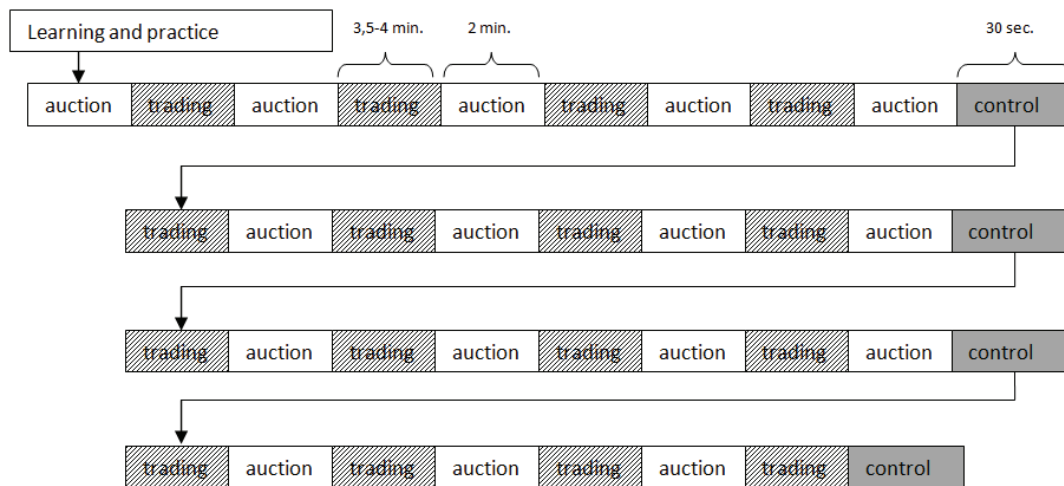 Learning and practice
3,5-4 min. 2 min. 30 sec.
auction trading auction trading auction trading auction trading auction control
trading auction trading auction trading auction trading auction control
trading auction trading auction trading auction trading auction control
trading auction trading auction trading auction trading control